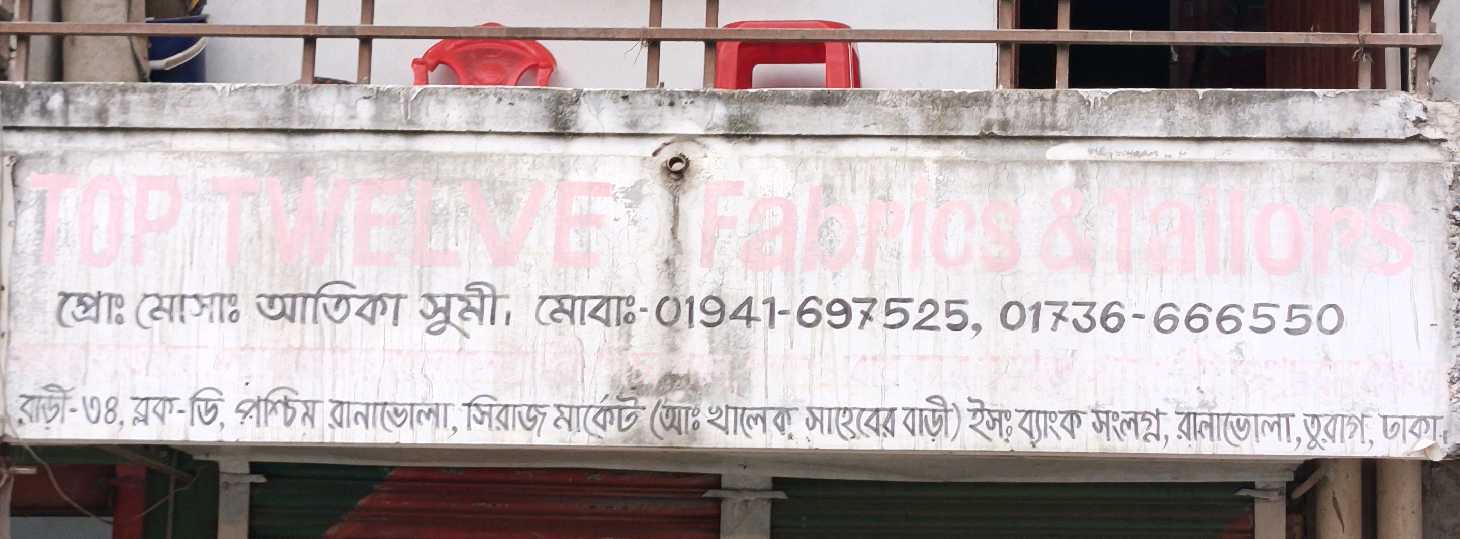 TOP TWELVE Fabrics & Tailors
প্রোঃ মোসাঃ আতিকা সুমী, মোবাঃ-01941-697525, 01736-666550
বাড়ী-৩৪, ব্লক-ডি, পশ্চিম রানাভোলা, সিরাজ মার্কেট (আঃ খালেক সাহেবের বাড়ী) ইসঃ ব্যাংক সংলগ্ন, রানাভোলা, তুরাগ, ঢাকা।